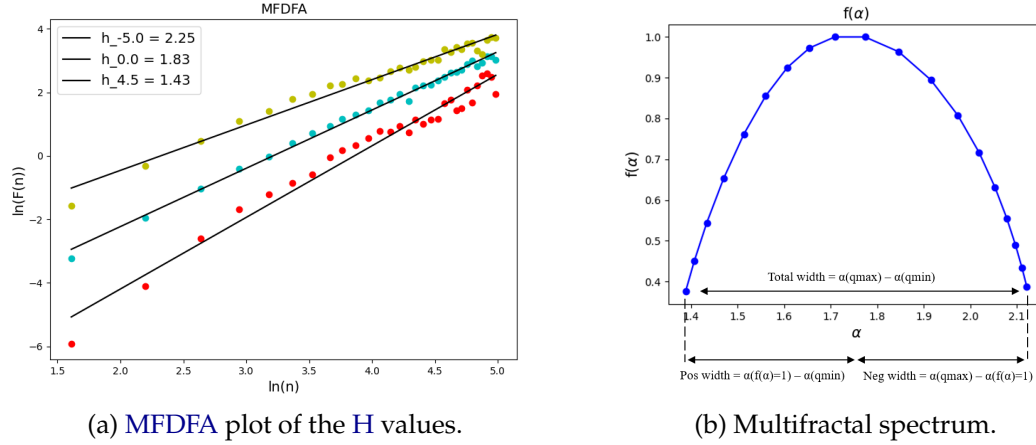 MFDFA
h_-5.0 = 2.25
h_0.0 = 1.83
h_4.5 = 1.43
4
2
0
−2
−4
−6
ln(F(n))
1.5 2.0 2.5 3.0 3.5 4.0 4.5 5.0
ln(n)
(a) MFDFA plot of the H values.
f(α)
1.0
0.9
0.8
0.7
0.6
0.5
0.4
f(α)
Total width = α(qmax) – α(qmin)
1.4 1.5 1.6 1.7 1.8 1.9 2.0 2.1
α
Pos width = α(f(α)=1) – α(qmin)
Neg width = α(qmax) – α(f(α)=1)
(b) Multifractal spectrum.